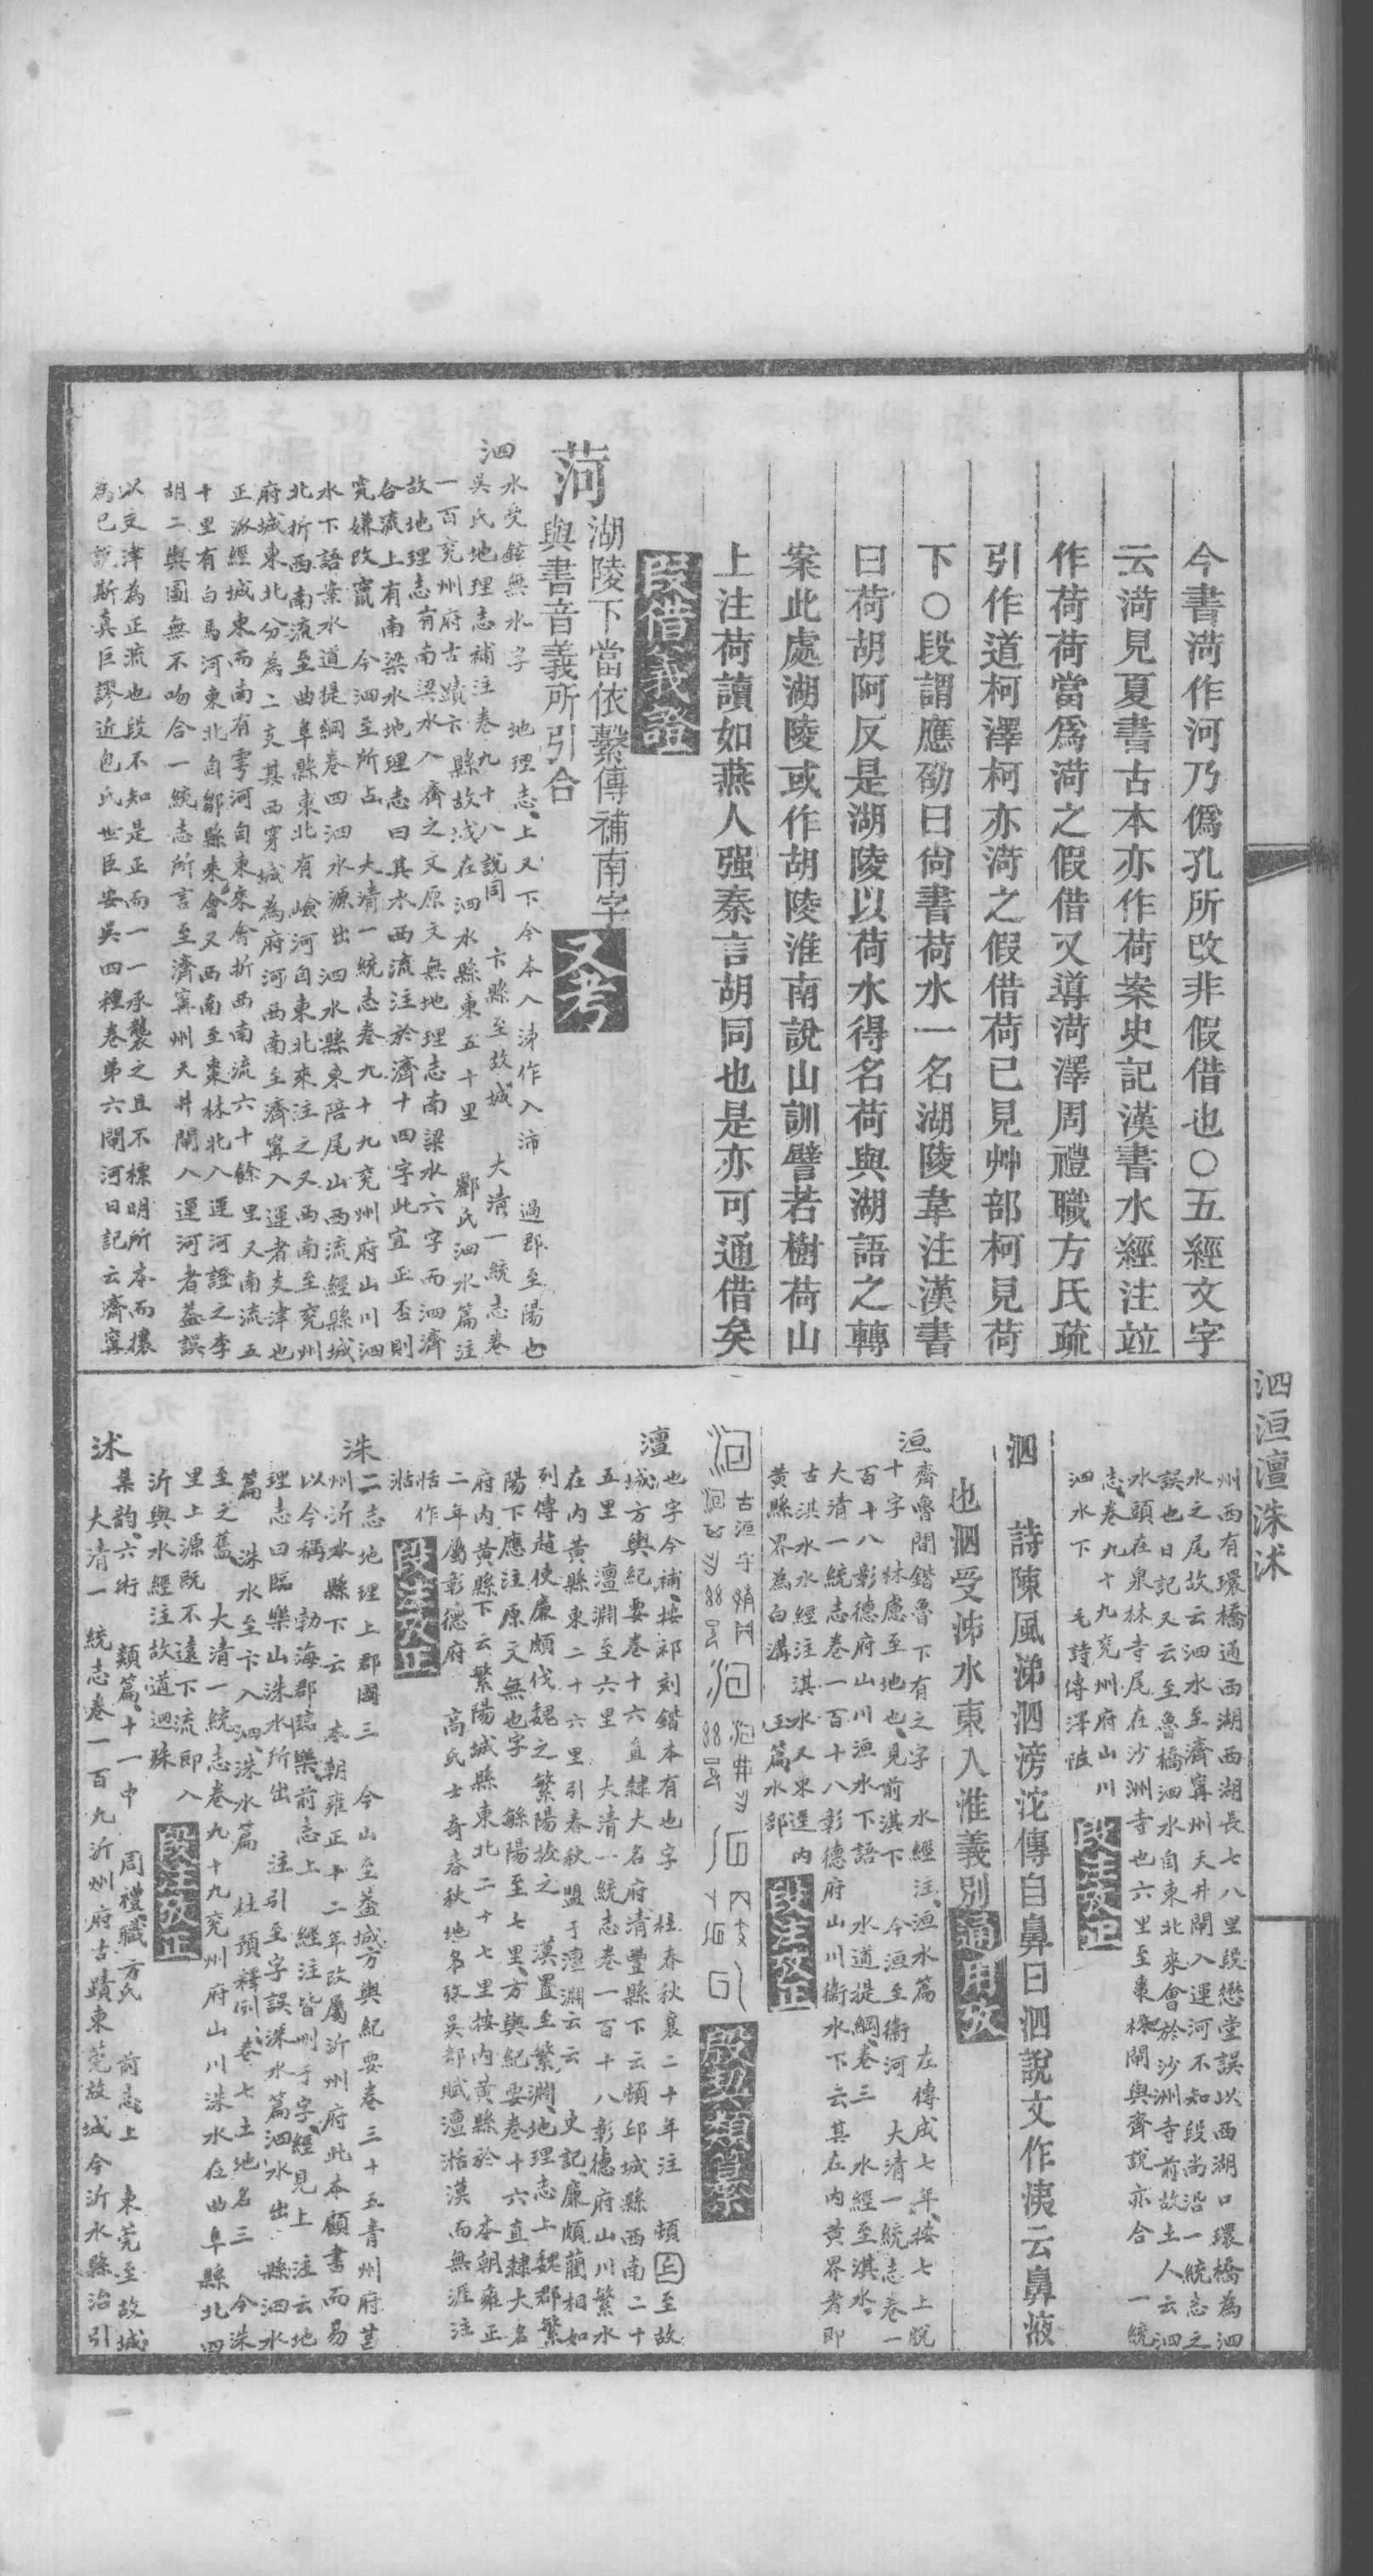 今書菏作河乃僞孔所改非假借也○五經文字
云菏見夏書古本亦作荷案史記漢書水經注竝
作荷荷當爲菏之假借又導菏澤周禮職方氏疏
引作道柯澤柯亦菏之假借荷已見艸部柯見荷
下○段謂應劭曰尙書荷水一名湖陵韋注漢書
曰荷胡阿反是湖陵以荷水得名荷與湖語之轉
案此處湖陵或作胡陵淮南說山訓譬若樹荷山
上注荷讀如燕人强秦言胡同也是亦可通借矣
段借義證
菏
湖陵下當依繫傳補南字
與書音義所引合
又考
泗
水受鉉無水字 地理志上又下今本入泲作入沛 過郡至陽也
吳氏地理志補注卷九十八說同 卞縣至故城 大清一統志卷
一百兗州府古蹟卞縣故城在泗水縣東五十里 酈氏泗水篇注
故地理志有南梁水入齊之文原文無地理志南梁水六字而泗濟
合流上有南梁水地理志曰其水西流注於濟十四字此宜正否則
究嫌改竄 今泗至所占 大清一統志卷九十九兗州府山川泗
水下語案水道提綱卷四泗水源出泗水縣東陪尾山西流經縣城
北折西南流至曲阜縣東北有嶮河自東北來注之又西南至兗州
府城東北分為二支其西穿城為府河西南至濟寧入運者支津也
正派經城東而南有雩河自東來會折西南流六十餘里又南流五
十里有白馬河東北自鄒縣來會又西南至棗林北入運河證之李
胡二輿圖無不吻合一統志所言至濟寧州天井閘入運河者葢誤
以支津為正流也段不知是正而一一承襲之且不標明所本而攘
為已說斯真巨謬近包氏世臣安吳四種卷弟六閘河日記云濟寧
泗洹澶洙沭
州西有環橋通西湖西湖長七八里段懋堂誤以西湖口環橋為泗
水之尾故云泗水至濟寧州天井閘入運河不知段尚沿一統志之
誤也日記又云至魯橋泗水自東北來會於沙洲寺前故土人云泗
水頭在泉林寺尾在沙洲寺也六里至棗林閘與齊說亦合 一統
志卷九十九兗州府山川
泗水下 毛詩傳澤陂
段注攷正
泗
詩陳風涕泗滂沱傳自鼻曰泗說文作洟云鼻液
也泗受泲水東入淮義別
通用攷
洹
齊魯間鍇魯下有之字 水經注洹水篇 左傳成七年按七上脫
十字 林慮至地也見前淇下 今洹至衞河 大清一統志卷一
百十八彰德府山川洹水下語 水道提綱卷三 水經至淇水
大清一統志卷一百十八彰德府山川衞水下云其在內黃界者即
古淇水水經注淇水又東逕內
黃縣界為白溝 玉篇水部
段注攷正
古洹字
殷契類纂
澶
也字今補按祁刻鍇本有也字 杜春秋襄二十年注 頓丘至故
城方輿紀要卷十六直隸大名府清豐縣下云頓邱城縣西南二十
五里 澶淵至六里 大清一統志卷一百十八彰德府山川繁水
在內黃縣東二十六里引春秋盟于澶淵云云 史記廉頗藺相如
列傳趙使廉頗伐魏之繁陽拔之 漢置至繁淵地理志上魏郡繁
陽下應注原文無也字 繇陽至七里方輿紀要卷十六直隸大名
府內黃縣下云繁陽城縣東北二十七里按內黃縣於 本朝雍正
二年屬彰德府 高氏士奇春秋地名攷吳都賦澶湉漠而無涯注
恬作
湉
段注攷正
洙
二志地理上郡國三 今山至葢城方輿紀要卷三十五青州府莒
州沂水縣下云 本朝雍正十二年改屬沂州府此本顧書而易
以今稱 勃海郡臨樂前志上 經注皆刪于字經見上 注云地
理志曰臨樂山洙水所出 注引至字誤洙水篇泗水出 縣泗水
篇 洙水至卞入泗洙水篇 杜預釋例卷七土地名三 今洙
至之舊 大清一統志卷九十九兗州府山川洙水在曲阜縣北四
里上源既不遠下流即入
沂與水經注故道迥殊
段注攷正
沭
集韵六術 類篇十一中 周禮職方氏 前志上 東莞至故城
大清一統志卷一百九沂州府古蹟東莞故城今沂水縣治引